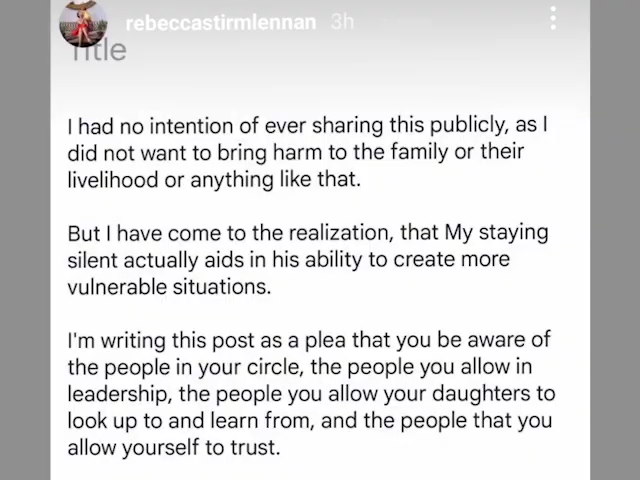 rebeccastirmlennan 3h
Title
I had no intention of ever sharing this publicly, as I
did not want to bring harm to the family or their
livelihood or anything like that.
But I have come to the realization, that My staying
silent actually aids in his ability to create more
vulnerable situations.
I'm writing this post as a plea that you be aware of
the people in your circle, the people you allow in
leadership, the people you allow your daughters to
look up to and learn from, and the people that you
allow yourself to trust.